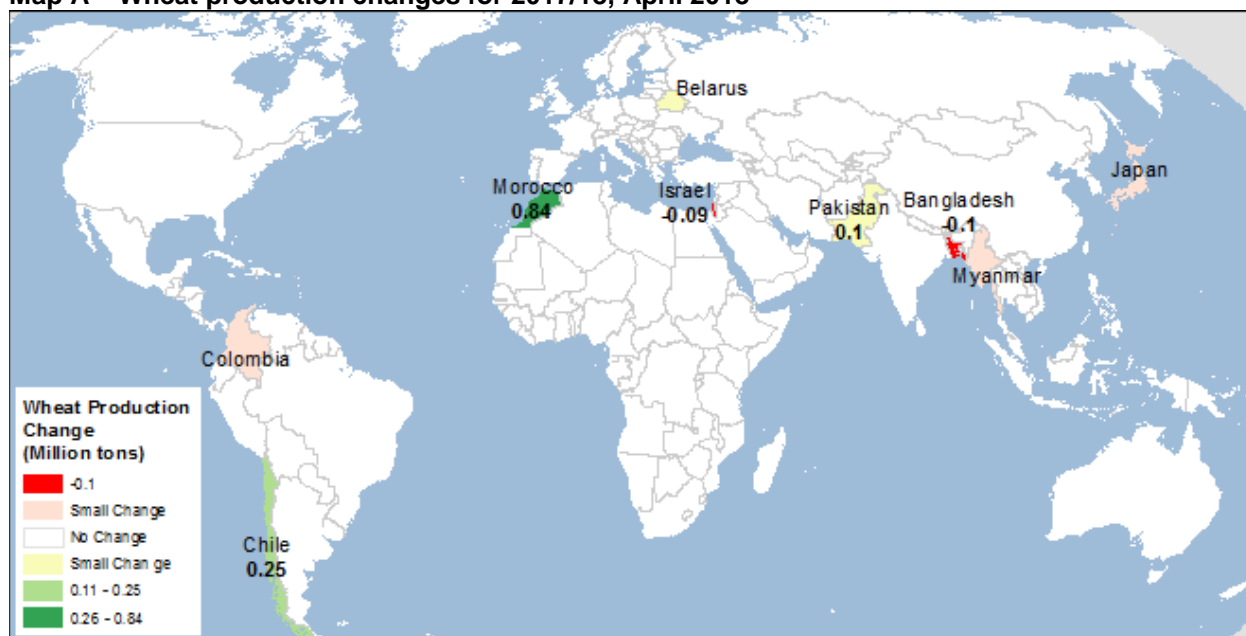 Belarus
Japan
Morocco
0.84
Israel
-0.09
Pakistan
0.1
Bangladesh
-0.1
Myanmar
Colombia
Chile
0.25
Wheat Production
Change
(Million tons)
-0.1
Small Change
No Change
Small Change
0.11 - 0.25
0.26 - 0.84